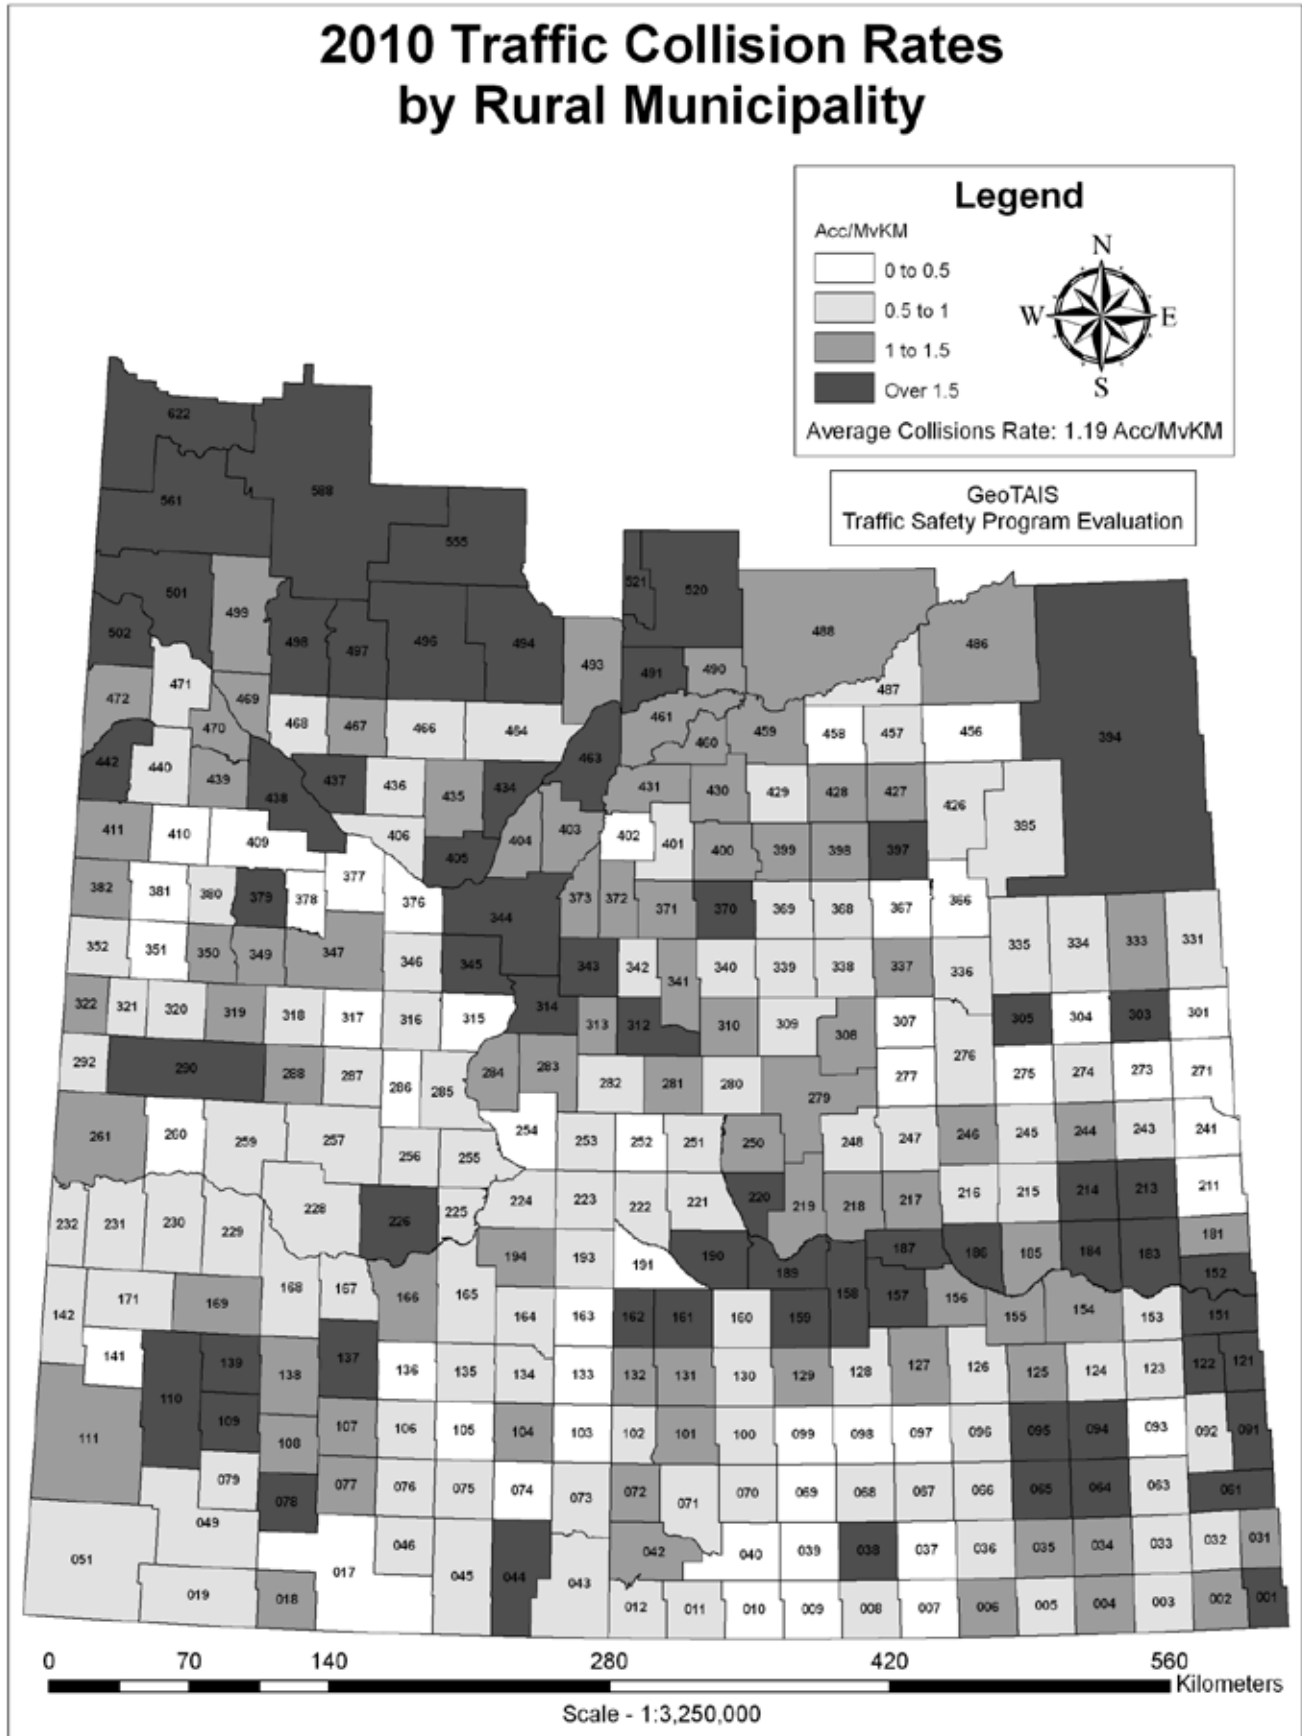 2010 Traffic Collision Rates
by Rural Municipality
Legend
Acc/MvKM
0 to 0.5
0.5 to 1
1 to 1.5
Over 1.5
N
W E
S
Average Collisions Rate: 1.19 Acc/MvKM
GeoTAIS
Traffic Safety Program Evaluation
622
588
561
555
521 520
501 499
502 498 497 496 494 488 486
493 491 490
472 471 469 487
470 468 467 466 464 461 460 459 458 457 456 394
442 440 439 438 437 436 435 434 463 431 430 429 428 427 426 395
411 410 409 406 405 404 403 402 401 400 399 398 397
382 381 380 379 378 377 376 344 373 372 371 370 369 368 367 366
352 351 350 349 347 346 345 343 342 341 340 339 338 337 336 335 334 333 331
322 321 320 319 318 317 316 315 314 313 312 310 309 308 307 305 304 303 301
292 290 288 287 286 285 284 283 282 281 280 279 277 276 275 274 273 271
261 260 259 257 256 255 254 253 252 251 250 248 247 246 245 244 243 241
232 231 230 229 228 226 225 224 223 222 221 220 219 218 217 216 215 214 213 211
194 193 191 190 189 187 186 185 184 183 181
142 171 169 168 167 166 165 164 163 162 161 160 159 158 157 156 155 154 153 152
151
141 110 139 138 137 136 135 134 133 132 131 130 129 128 127 126 125 124 123 122 121
111 109 108 107 106 105 104 103 102 101 100 099 098 097 096 095 094 093 092 091
079 078 077 076 075 074 073 072 071 070 069 068 067 066 065 064 063 061
051 049 017 046 045 044 043 042 040 039 038 037 036 035 034 033 032 031
019 018 012 011 010 009 008 007 006 005 004 003 002 001
0 70 140 280 420 560
Kilometers
Scale - 1:3,250,000